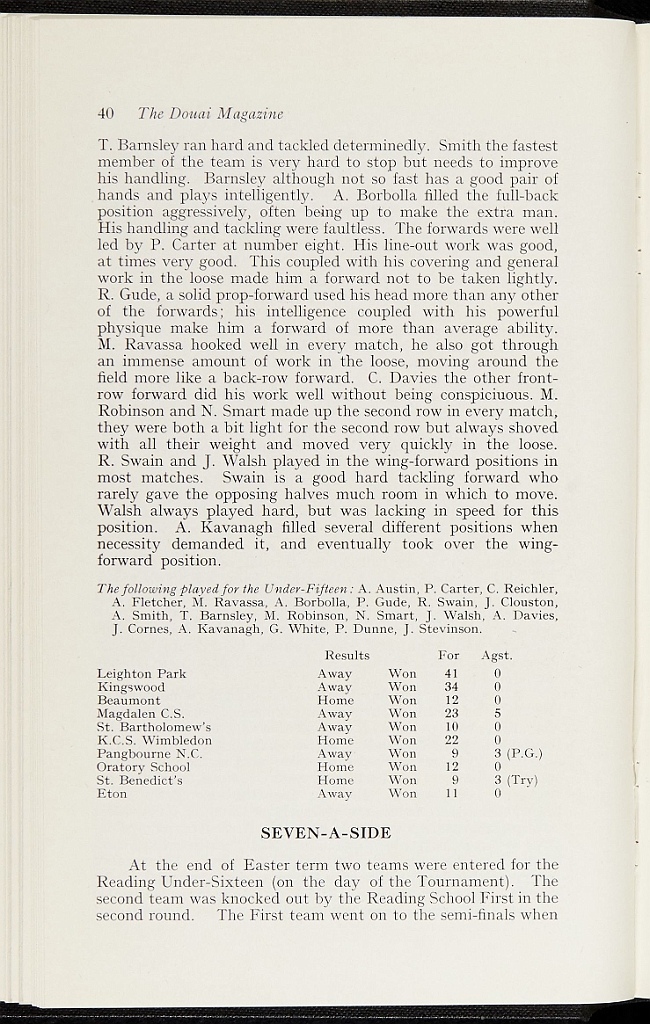 40 The Douai Magazine
T. Barnsley ran hard and tackled determinedly. Smith the fastest
member of the team is very hard to stop but needs to improve
his handling. Barnsley although not so fast has a good pair of
hands and plays intelligently. A. Borbolla filled the full-back
position aggressively, often being up to make the extra man.
His handling and tackling were faultless. The forwards were well
led by P. Carter at number eight. His line-out work was good,
at times very good. This coupled with his covering and general
work in the loose made him a forward not to be taken lightly.
R. Gude, a solid prop-forward used his head more than any other
of the forwards; his intelligence coupled with his powerful
physique make him a forward of more than average ability.
M. Ravassa hooked well in every match, he also got through
an immense amount of work in the loose, moving around the
field more like a back-row forward. C. Davies the other front-
row forward did his work well without being conspiciuous. M.
Robinson and N. Smart made up the second row in every match,
they were both a bit light for the second row but always shoved
with all their weight and moved very quickly in the loose.
R. Swain and J. Walsh played in the wing-forward positions in
most matches. Swain is a good hard tackling forward who
rarely gave the opposing halves much room in which to move.
Walsh always played hard, but was lacking in speed for this
position. A. Kavanagh filled several different positions when
necessity demanded it, and eventually took over the wing-
forward position.
The following played for the Under-Fifteen: A. Austin, P. Carter, C. Reichler,
A. Fletcher, M. Ravassa, A. Borbolla, P. Gude, R. Swain, J. Clouston,
A. Smith, T. Barnsley, M. Robinson, N. Smart, J. Walsh, A. Davies,
J. Cornes, A. Kavanagh, G. White, P. Dunne, J. Stevinson.
Results For Agst.
Leighton Park Away Won 41 0
Kingswood Away Won 34 0
Beaumont Home Won 12 0
Magdalen C.S. Away Won 23 5
St. Bartholomew's Away Won 10 0
K.C.S. Wimbledon Home Won 22 0
Pangbourne N.C. Away Won 9 3 (P.G.)
Oratory School Home Won 12 0
St. Benedict's Home Won 9 3 (Try)
Eton Away Won 11 0
SEVEN-A-SIDE
At the end of Easter term two teams were entered for the
Reading Under-Sixteen (on the day of the Tournament). The
second team was knocked out by the Reading School First in the
second round. The First team went on to the semi-finals when